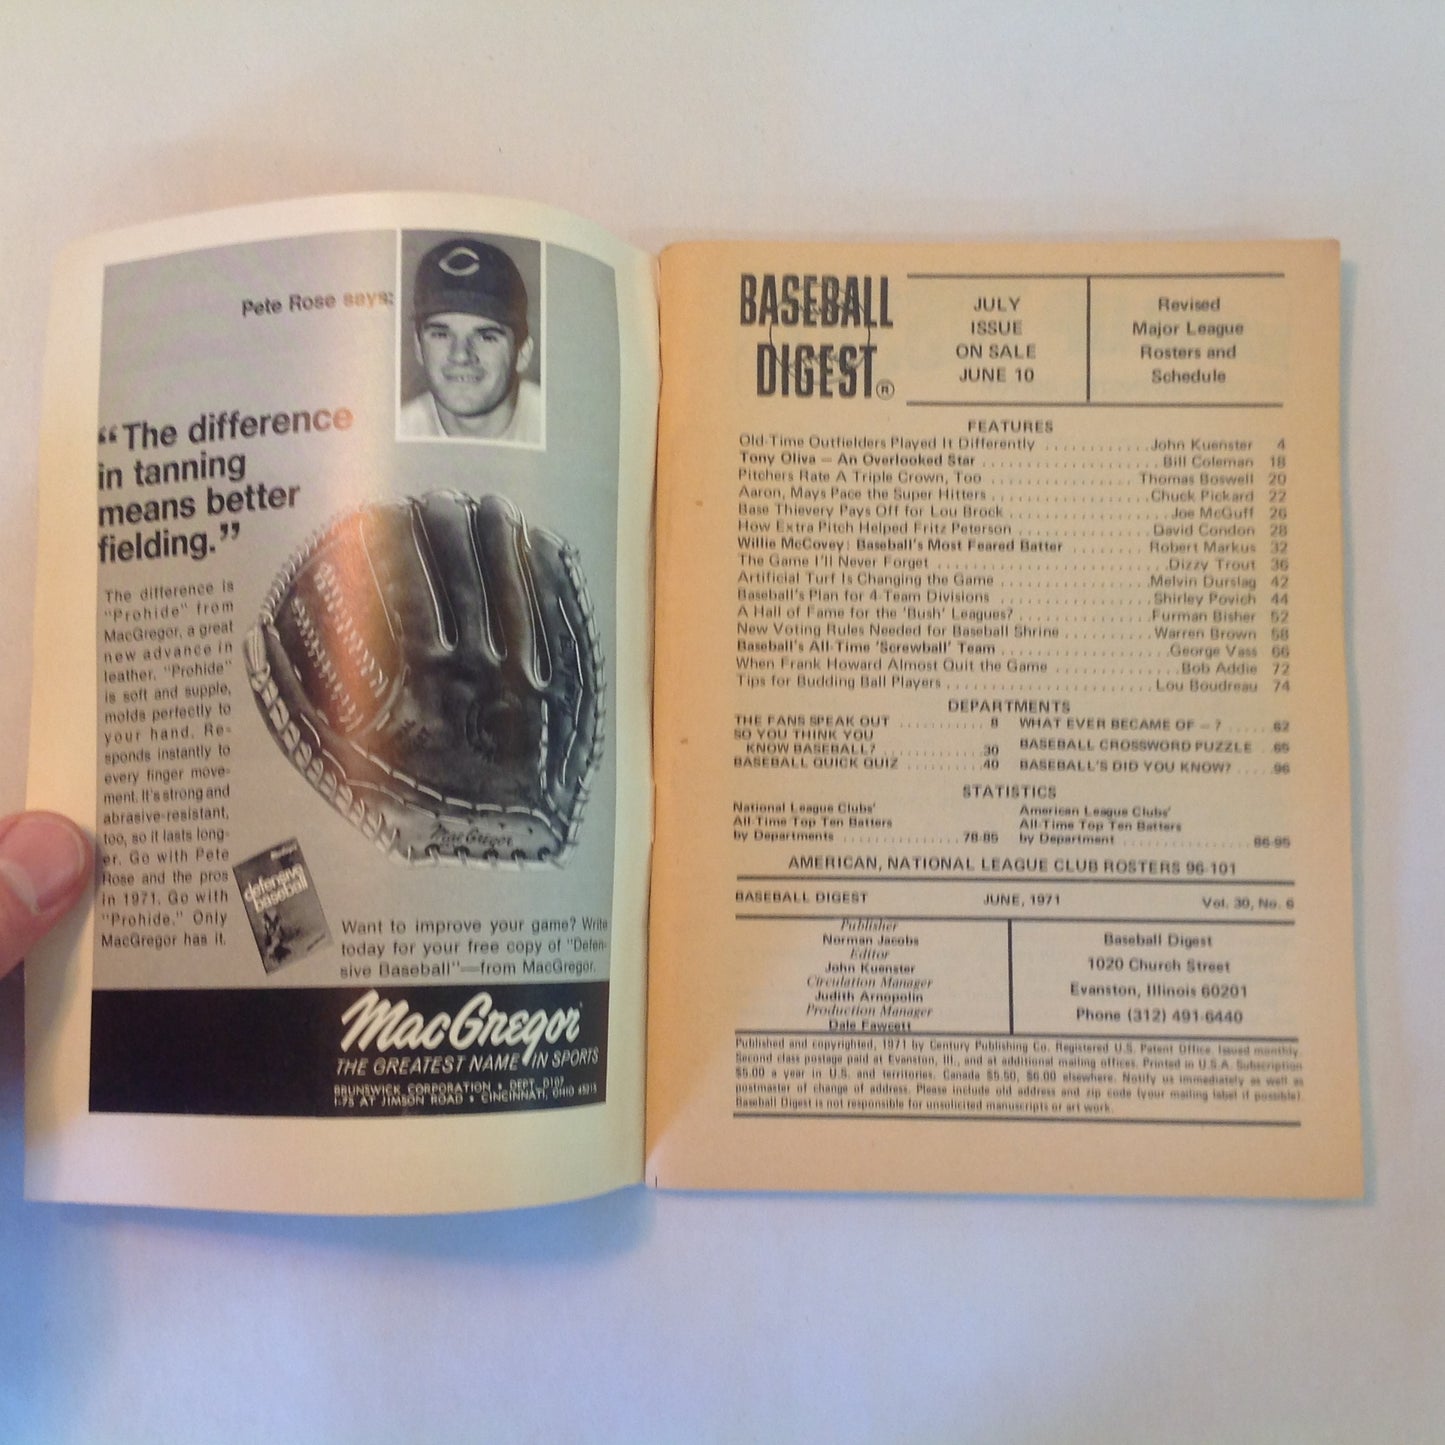 Pete Rose says:
“The difference
in tanning
means better
fielding.”
The difference is
"Prohide" from
MacGregor, a great
new advance in
leather. "Prohide"
is soft and supple,
molds perfectly to
your hand. Re-
sponds instantly to
every finger move-
ment. It's strong and
abrasive-resistant,
too, so it lasts long-
er. Go with Pete
Rose and the pros
in 1971. Go with
"Prohide." Only
MacGregor has it.
defensive
baseball
Want to improve your game? Write
today for your free copy of "Defen-
sive Baseball"—from MacGregor.
MacGregor
MacGregor
THE GREATEST NAME IN SPORTS
BRUNSWICK CORPORATION • DEPT. D107
I-75 AT JIMSON ROAD • CINCINNATI, OHIO 45215
BASEBALL
DIGEST®
JULY
ISSUE
ON SALE
JUNE 10
Revised
Major League
Rosters and
Schedule
FEATURES
Old-Time Outfielders Played It Differently ............John Kuenster 4
Tony Oliva — An Overlooked Star ....................Bill Coleman 18
Pitchers Rate A Triple Crown, Too ................Thomas Boswell 20
Aaron, Mays Pace the Super Hitters .................Chuck Pickard 22
Base Thievery Pays Off for Lou Brock .................Joe McGuff 26
How Extra Pitch Helped Fritz Peterson ..............David Condon 28
Willie McCovey: Baseball's Most Feared Batter ........Robert Markus 32
The Game I'll Never Forget .........................Dizzy Trout 36
Artificial Turf Is Changing the Game ...............Melvin Durslag 42
Baseball's Plan for 4-Team Divisions ................Shirley Povich 44
A Hall of Fame for the 'Bush' Leagues? ..............Furman Bisher 52
New Voting Rules Needed for Baseball Shrine .........Warren Brown 58
Baseball's All-Time 'Screwball' Team .................George Vass 66
When Frank Howard Almost Quit the Game .............Bob Addie 72
Tips for Budding Ball Players .......................Lou Boudreau 74
DEPARTMENTS
THE FANS SPEAK OUT ........... 8
SO YOU THINK YOU
KNOW BASEBALL? .............30
BASEBALL QUICK QUIZ ..........40
WHAT EVER BECAME OF – ? ......62
BASEBALL CROSSWORD PUZZLE ..65
BASEBALL'S DID YOU KNOW? .....96
STATISTICS
National League Clubs'
All-Time Top Ten Batters
by Departments ...............78-85
American League Clubs'
All-Time Top Ten Batters
by Department .................86-95
AMERICAN, NATIONAL LEAGUE CLUB ROSTERS 96-101
BASEBALL DIGEST JUNE, 1971 Vol. 30, No. 6
Publisher
Norman Jacobs
Editor
John Kuenster
Circulation Manager
Judith Arnopolin
Production Manager
Dale Fawcett
Baseball Digest
1020 Church Street
Evanston, Illinois 60201
Phone (312) 491-6440
Published and copyrighted, 1971 by Century Publishing Co. Registered U.S. Patent Office. Issued monthly.
Second class postage paid at Evanston, Ill., and at additional mailing offices. Printed in U.S.A. Subscription
$5.00 a year in U.S. and territories. Canada $5.50, $6.00 elsewhere. Notify us immediately as well as
postmaster of change of address. Please include old address and zip code (your mailing label if possible).
Baseball Digest is not responsible for unsolicited manuscripts or art work.